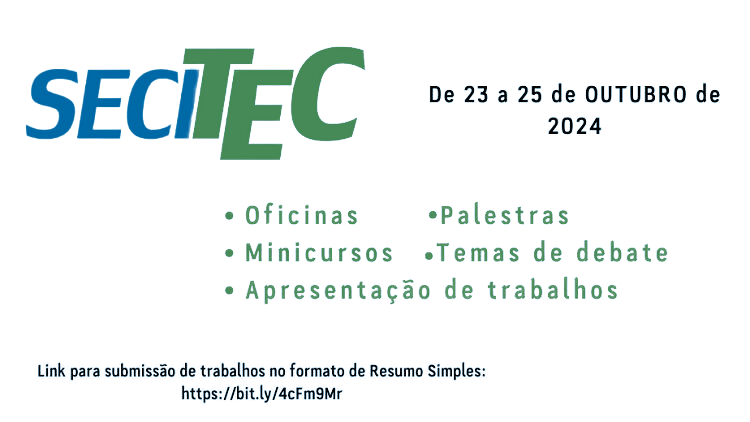 SECITEC
De 23 a 25 de OUTUBRO de
2024
• Oficinas •Palestras
• Minicursos •Temas de debate
• Apresentação de trabalhos
Link para submissão de trabalhos no formato de Resumo Simples:
https://bit.ly/4cFm9Mr